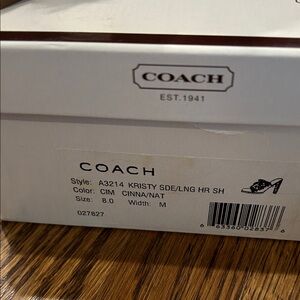 COACH
EST. 1941
COACH
Style: A3214 KRISTY SDE/LNG HR SH
Color: CIM CINNA/NAT
Size: 8.0 Width: M
027827